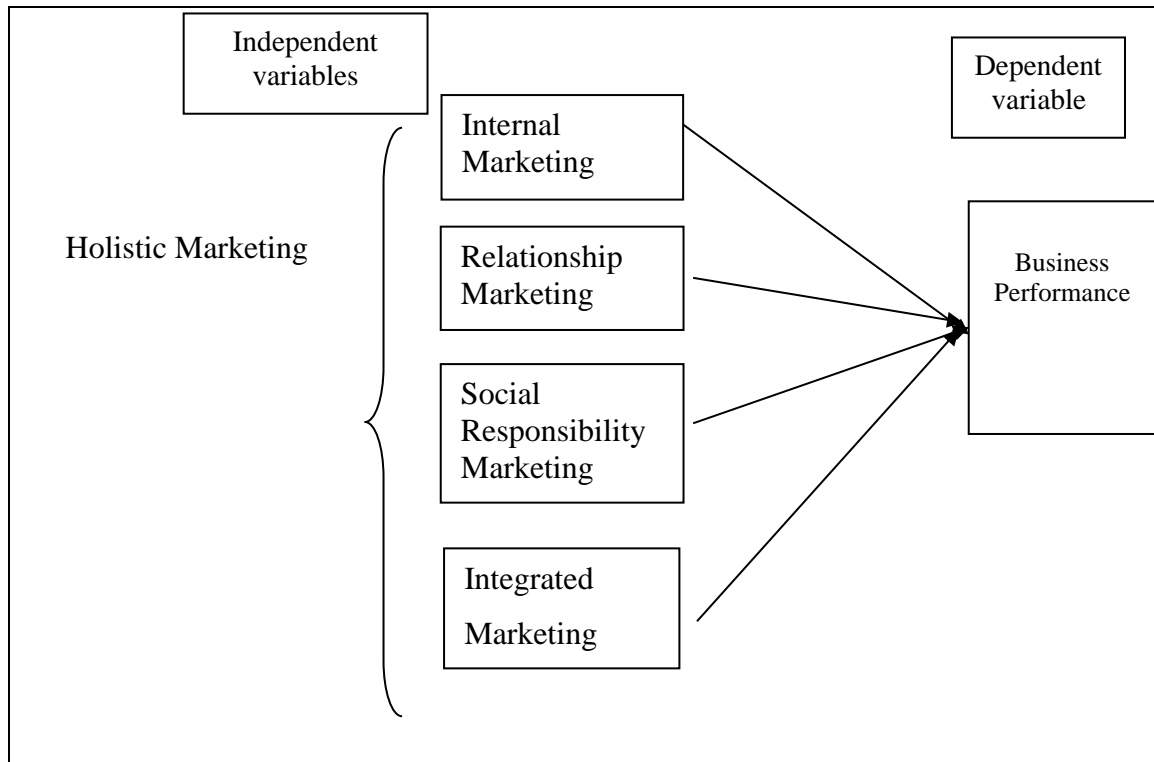 Independent
variables
Dependent
variable
Holistic Marketing
Internal
Marketing
Relationship
Marketing
Social
Responsibility
Marketing
Integrated
Marketing
Business
Performance